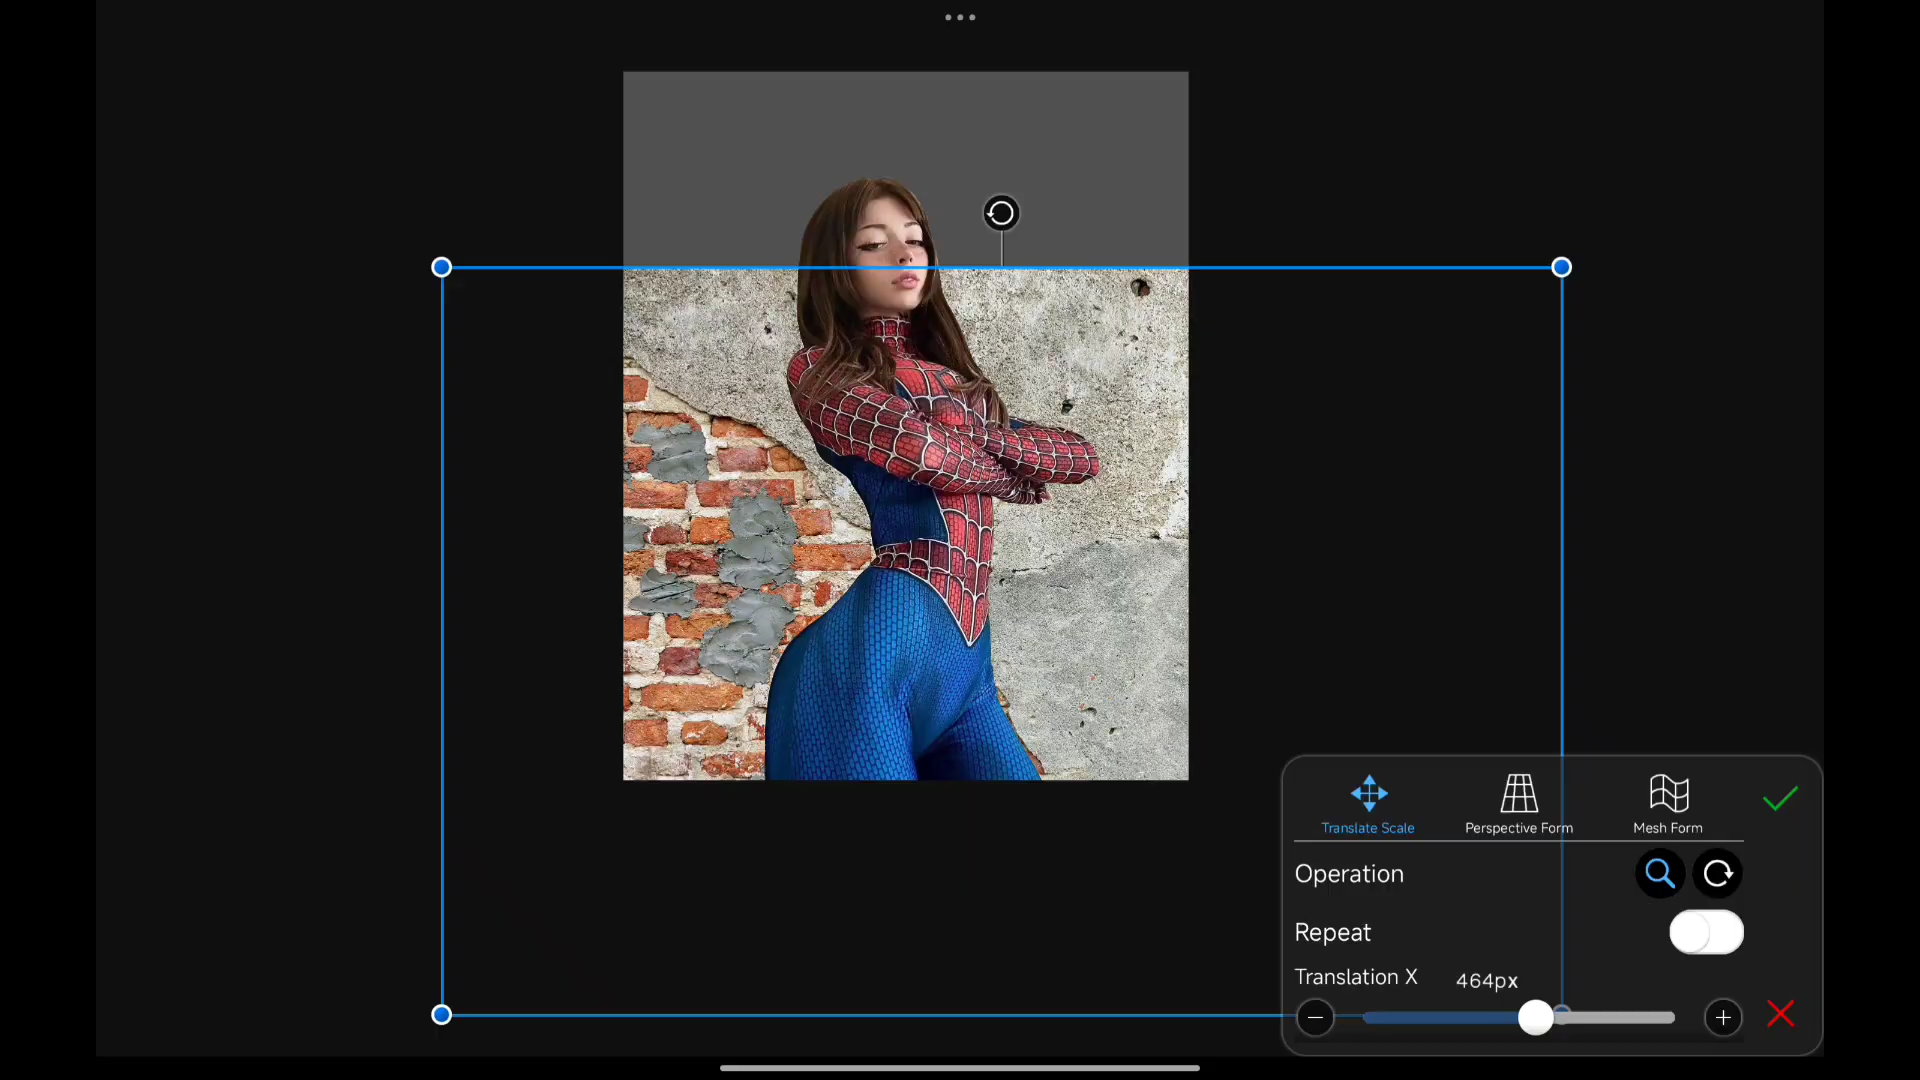 Translate Scale
Perspective Form
Mesh Form
Operation
Repeat
Translation X
464px